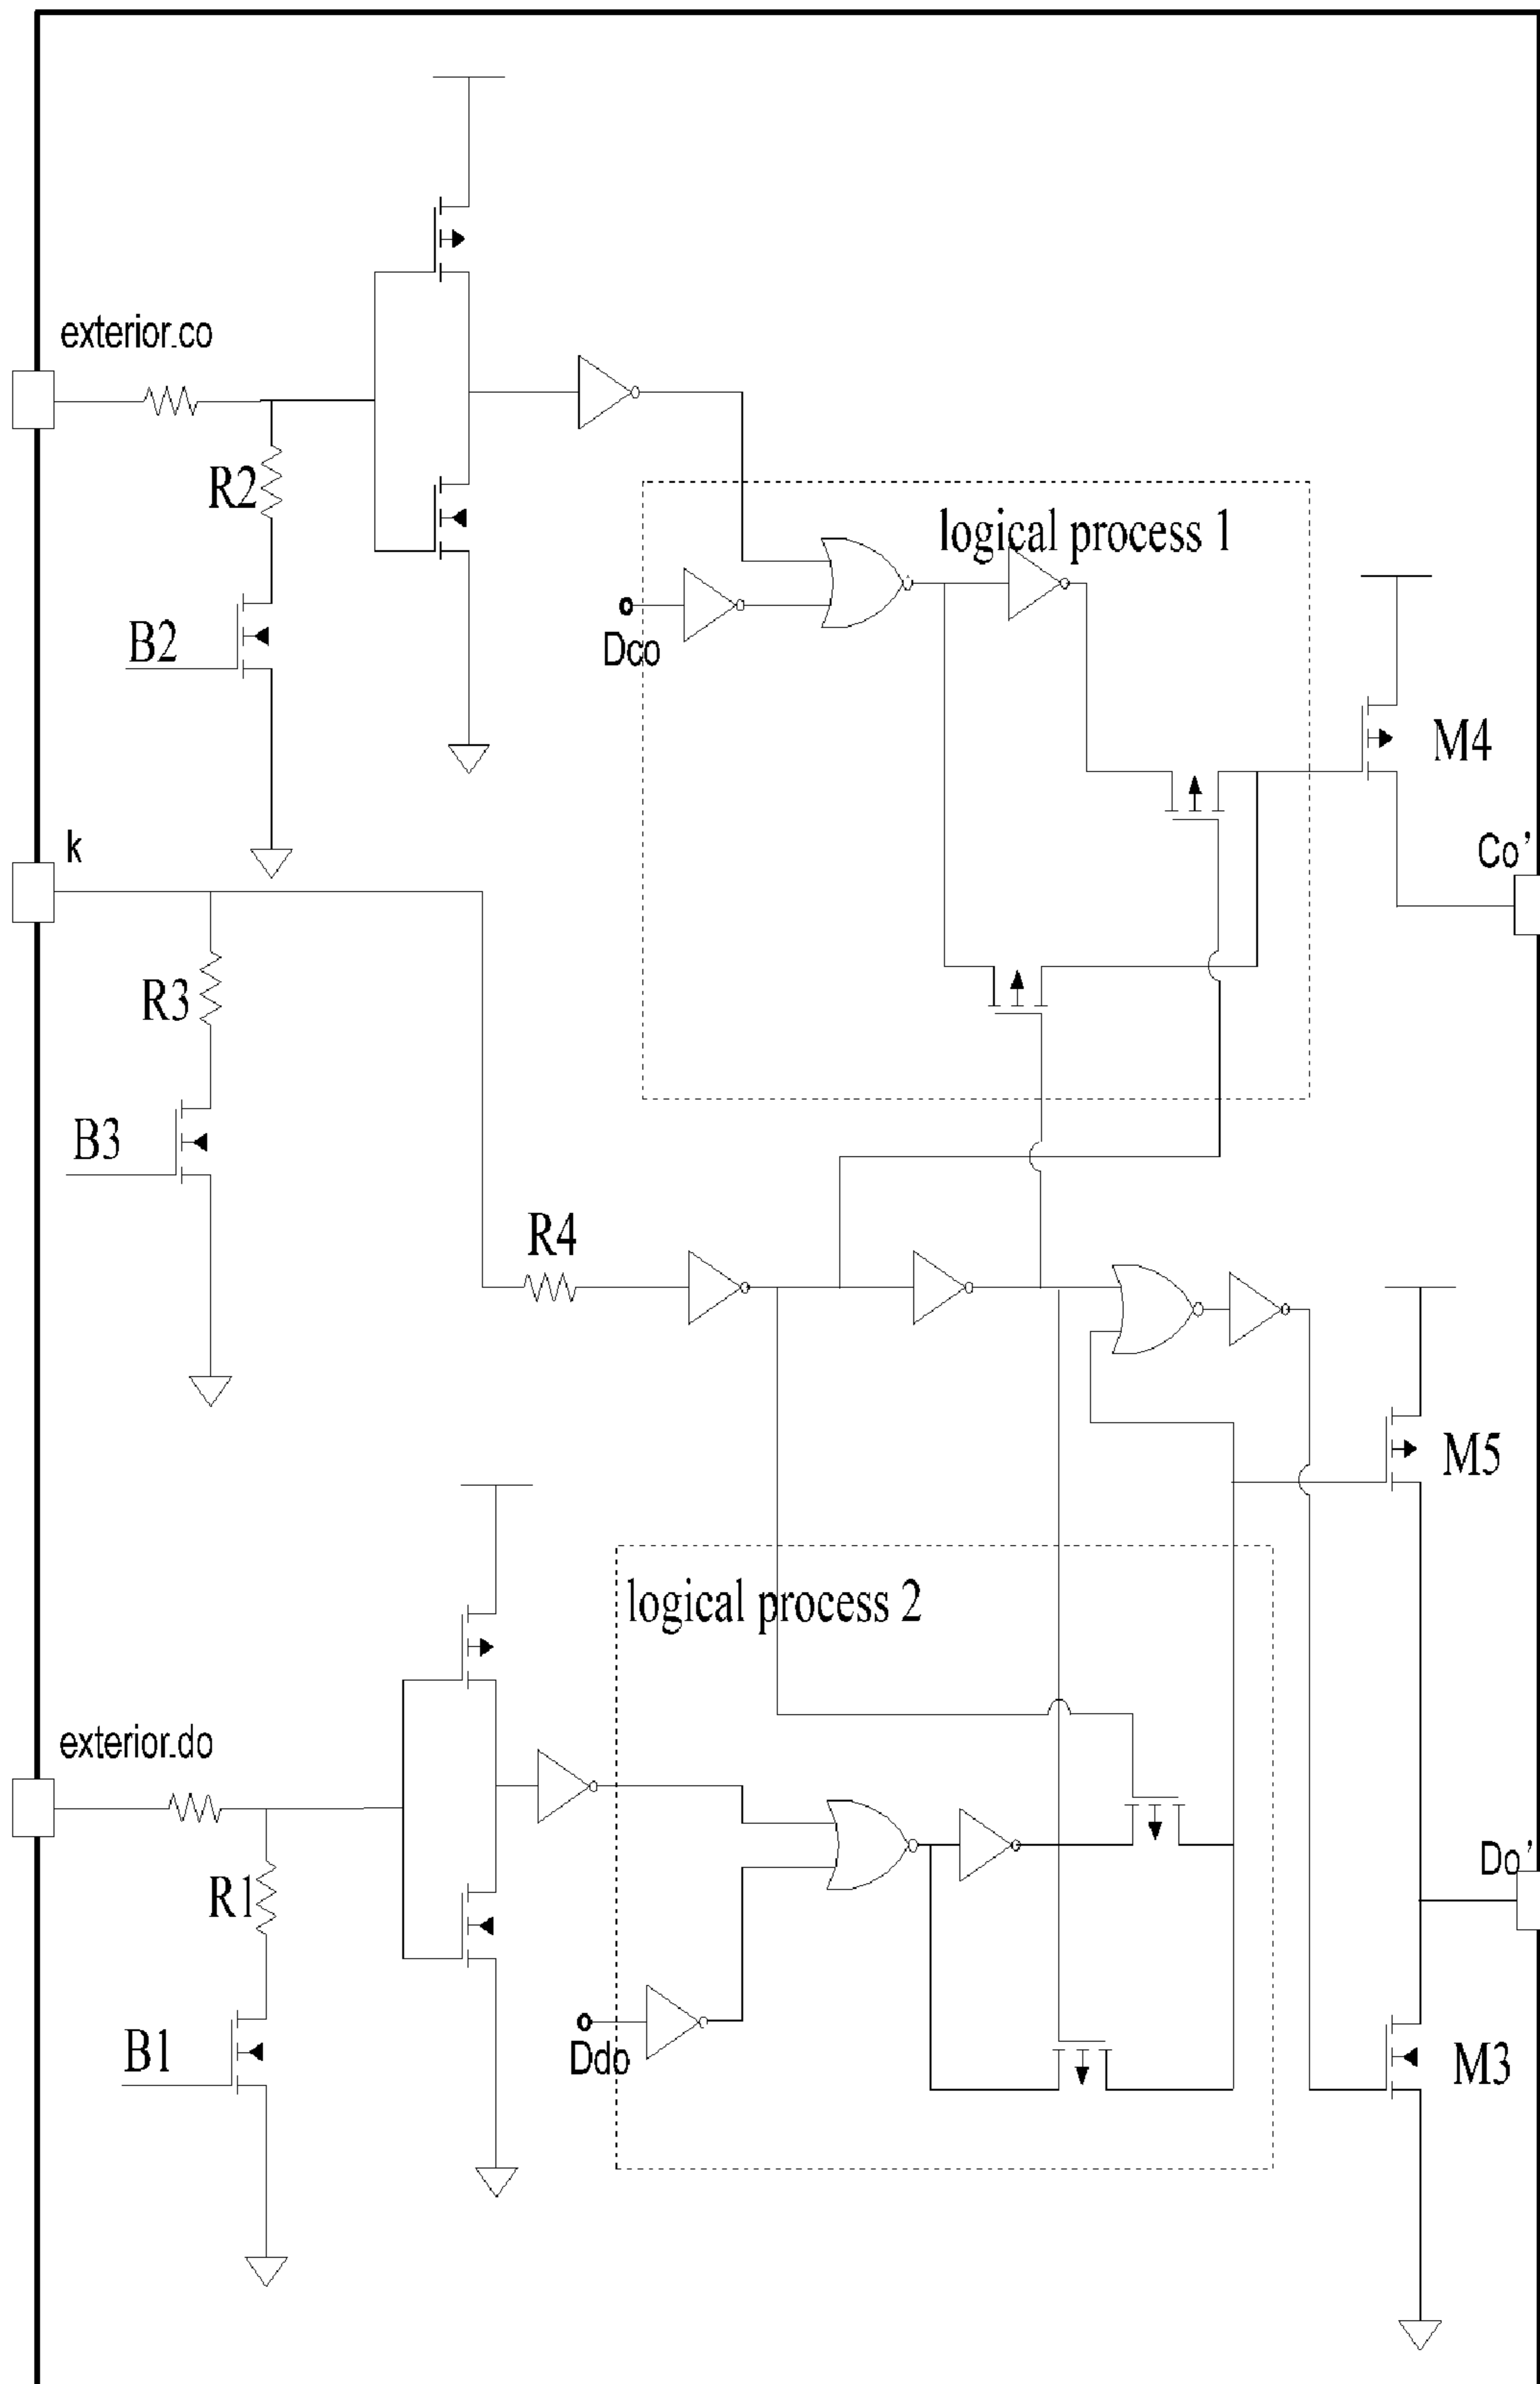 exterior.co
R2
logical process 1
B2
Dco
M4
k
Co’
R3
B3
R4
M5
logical process 2
exterior.do
Do’
R1
B1
Ddo
M3